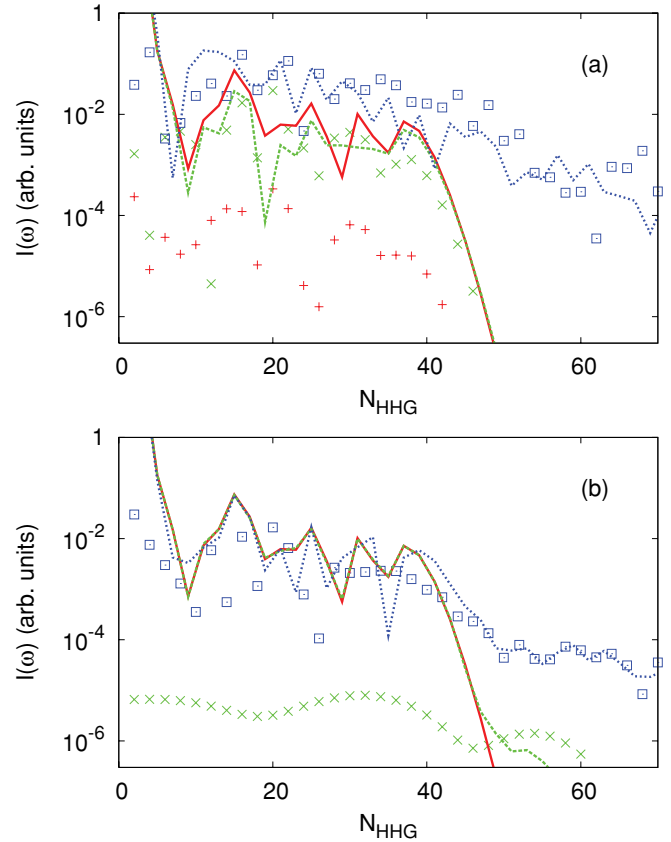 1
(a)
10⁻²
10⁻⁴
10⁻⁶
I(ω) (arb. units)
0 20 40 60
N_HHG
1
(b)
10⁻²
10⁻⁴
10⁻⁶
I(ω) (arb. units)
0 20 40 60
N_HHG